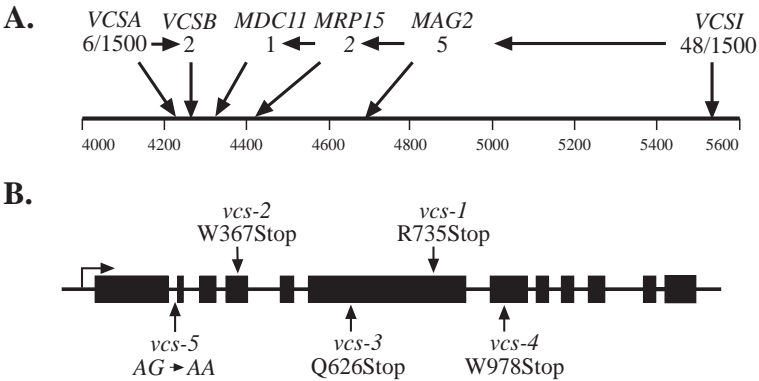 A.
VCSA VCSB MDC11 MRP15 MAG2 VCSI
6/1500 2 1 2 5 48/1500
4000 4200 4400 4600 4800 5000 5200 5400 5600
B.
vcs-2 vcs-1
W367Stop R735Stop
vcs-5 vcs-3 vcs-4
AG → AA Q626Stop W978Stop